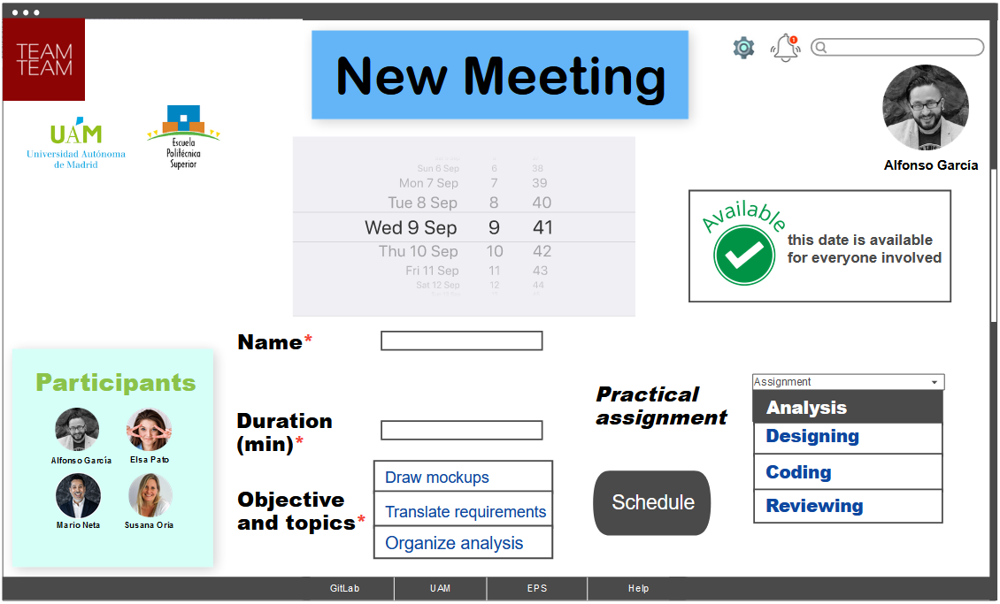 TEAM
TEAM
New Meeting
1
UAM
Universidad Autónoma
de Madrid
Escuela
Politécnica
Superior
Alfonso García
Sun 6 Sep 6 38
Mon 7 Sep 7 39
Tue 8 Sep 8 40
Wed 9 Sep 9 41
Thu 10 Sep 10 42
Fri 11 Sep 11 43
Sat 12 Sep 12 44
Available
this date is available
for everyone involved
Name*
Participants
Alfonso García
Elsa Pato
Mario Neta
Susana Oria
Duration
(min)*
Objective
and topics*
Draw mockups
Translate requirements
Organize analysis
Practical
assignment
Schedule
Assignment
Analysis
Designing
Coding
Reviewing
GitLab
UAM
EPS
Help